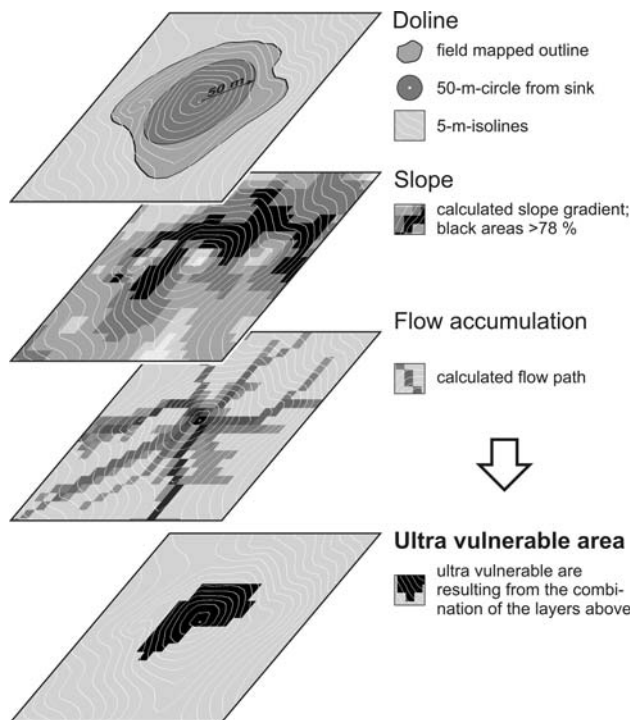 Doline
field mapped outline
50 m
50-m-circle from sink
5-m-isolines
Slope
calculated slope gradient;
black areas >78 %
Flow accumulation
calculated flow path
Ultra vulnerable area
ultra vulnerable are
resulting from the combi-
nation of the layers above